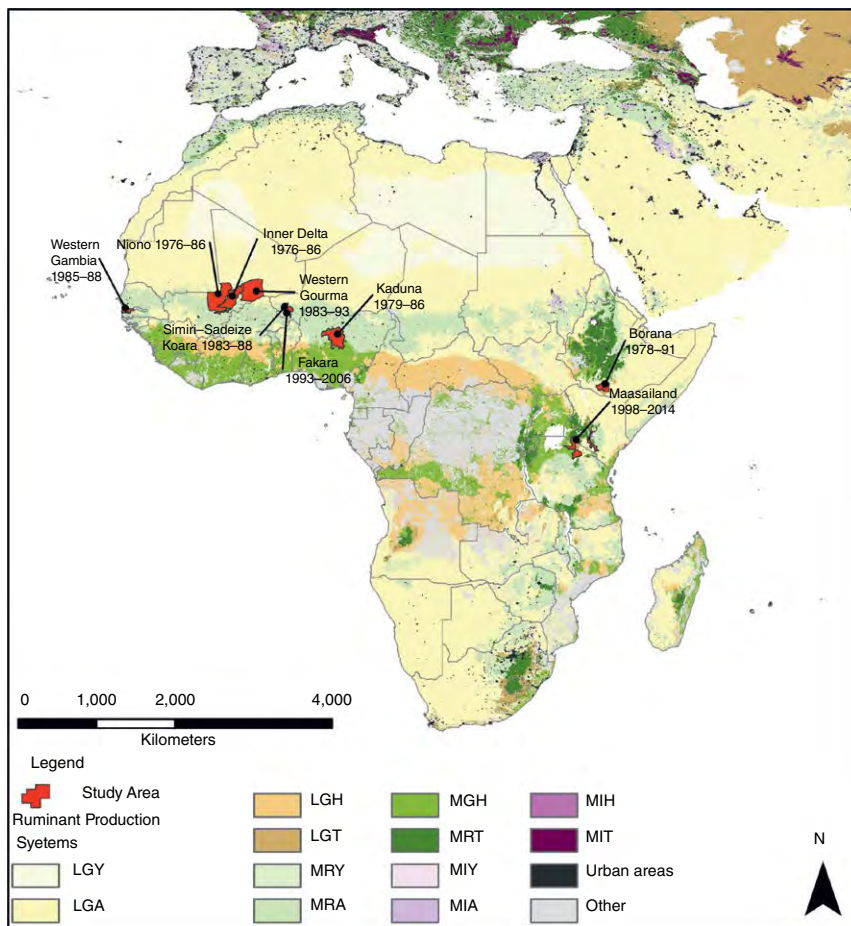 Western
Gambia
1985–88
Niono 1976–86
Inner Delta
1976–86
Western
Gourma
1983–93
Kaduna
1979–86
Simiri–Sadeize
Koara 1983–88
Fakara
1993–2006
Borana
1978–91
Maasailand
1998–2014
0 1,000 2,000 4,000
Kilometers
Legend
Study Area
Ruminant Production
Syetems
LGY
LGA
LGH
LGT
MRY
MRA
MGH
MRT
MIY
MIA
MIH
MIT
Urban areas
Other
N